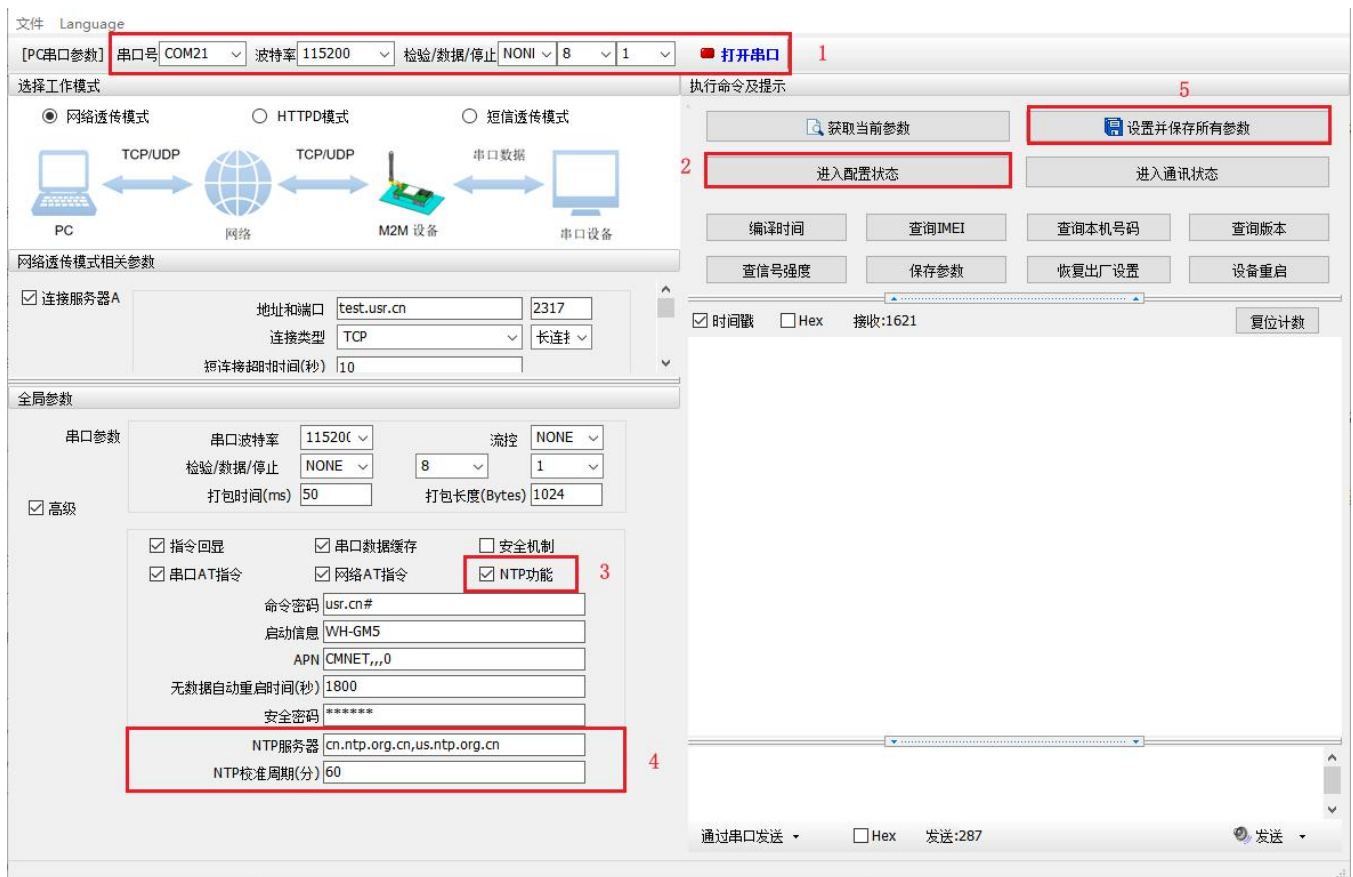 文件 Language
[PC串口参数] 串口号 COM21 波特率 115200 检验/数据/停止 NONI 8 1 打开串口 1
选择工作模式
网络透传模式 HTTPD模式 短信透传模式
TCP/UDP TCP/UDP 串口数据
PC 网络 M2M 设备 串口设备
网络透传模式相关参数
连接服务器A
地址和端口 test.usr.cn 2317
连接类型 TCP 长连接
短连接超时时间(秒) 10
全局参数
串口参数 串口波特率 11520( 流控 NONE
检验/数据/停止 NONE 8 1
打包时间(ms) 50 打包长度(Bytes) 1024
高级
指令回显 串口数据缓存 安全机制
串口AT指令 网络AT指令 NTP功能 3
命令密码 usr.cn#
启动信息 WH-GM5
APN CMNET,,,0
无数据自动重启时间(秒) 1800
安全密码 ******
NTP服务器 cn.ntp.org.cn,us.ntp.org.cn
NTP校准周期(分) 60
4
执行命令及提示
5
获取当前参数 设置并保存所有参数
2 进入配置状态 进入通讯状态
编译时间 查询IMEI 查询本机号码 查询版本
查信号强度 保存参数 恢复出厂设置 设备重启
时间戳 Hex 接收:1621 复位计数
通过串口发送 Hex 发送:287 发送